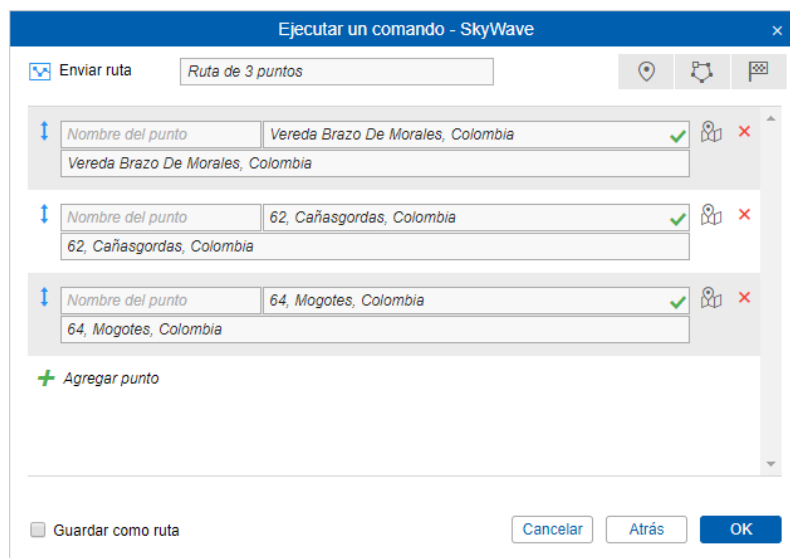 Ejecutar un comando - SkyWave
Enviar ruta
Ruta de 3 puntos
Nombre del punto
Vereda Brazo De Morales, Colombia
Vereda Brazo De Morales, Colombia
Nombre del punto
62, Cañasgordas, Colombia
62, Cañasgordas, Colombia
Nombre del punto
64, Mogotes, Colombia
64, Mogotes, Colombia
Agregar punto
Guardar como ruta
Cancelar
Atrás
OK